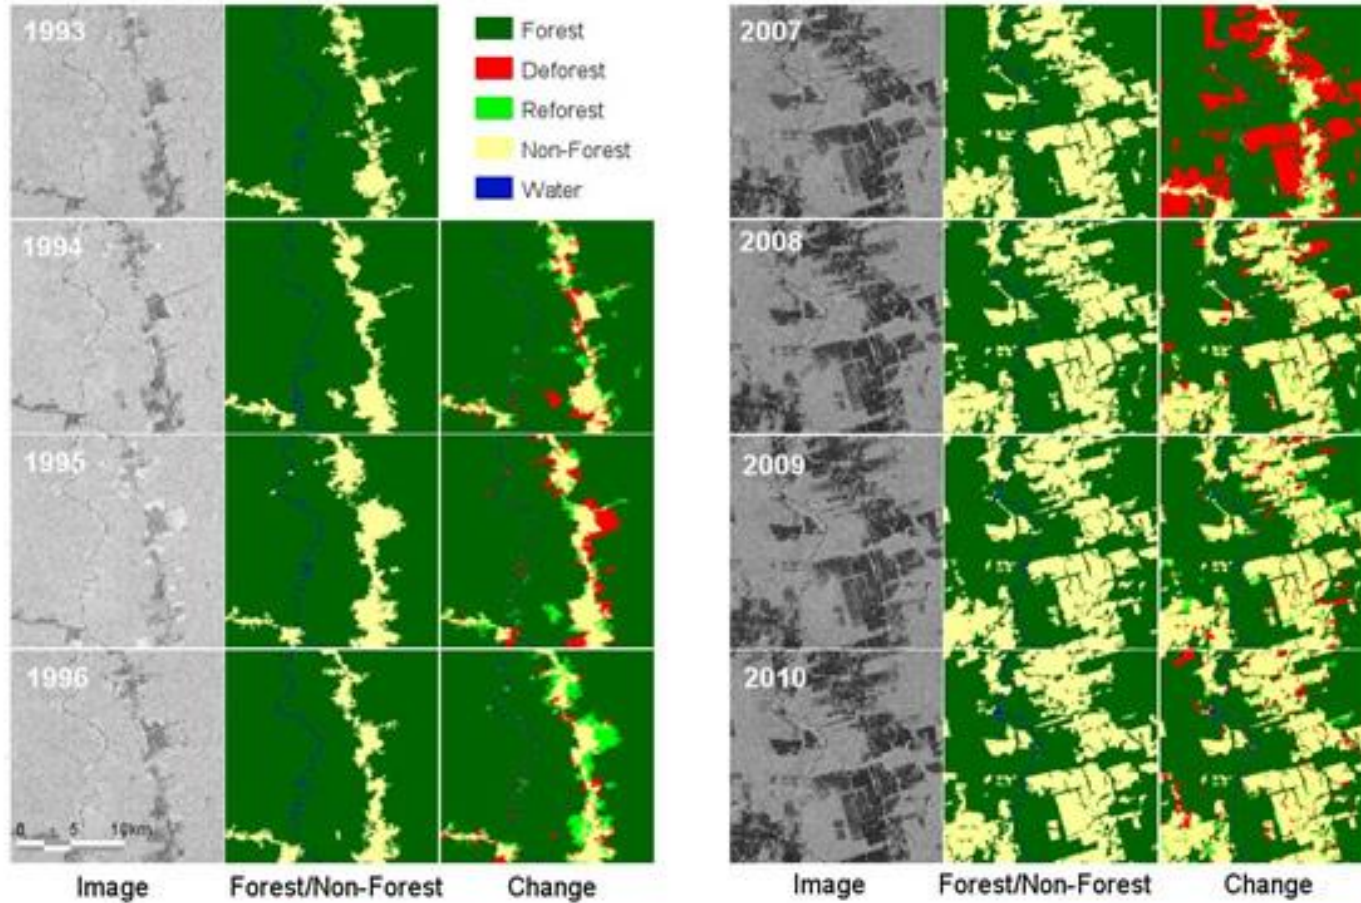 1993
Forest
Deforest
Reforest
Non-Forest
Water
1994
1995
1996
0 5 10km
Image Forest/Non-Forest Change
2007
2008
2009
2010
Image Forest/Non-Forest Change